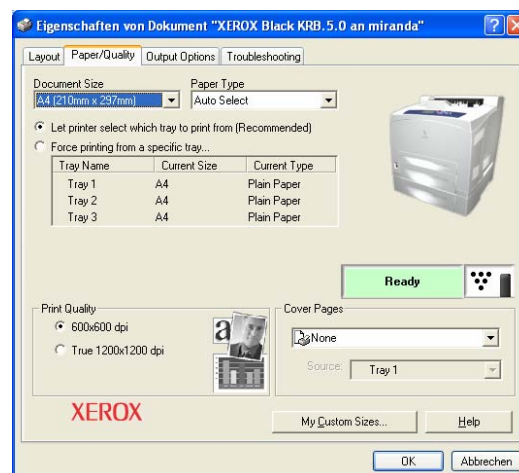 Eigenschaften von Dokument "XEROX Black KRB.5.0 an miranda"
Layout Paper/Quality Output Options Troubleshooting
Document Size Paper Type
A4 (210mm x 297mm) Auto Select
Let printer select which tray to print from (Recommended)
Force printing from a specific tray...
Tray Name Current Size Current Type
Tray 1 A4 Plain Paper
Tray 2 A4 Plain Paper
Tray 3 A4 Plain Paper
Ready
Print Quality Cover Pages
600x600 dpi
a
None
True 1200x1200 dpi
Source: Tray 1
XEROX
My Custom Sizes... Help
OK Abbrechen